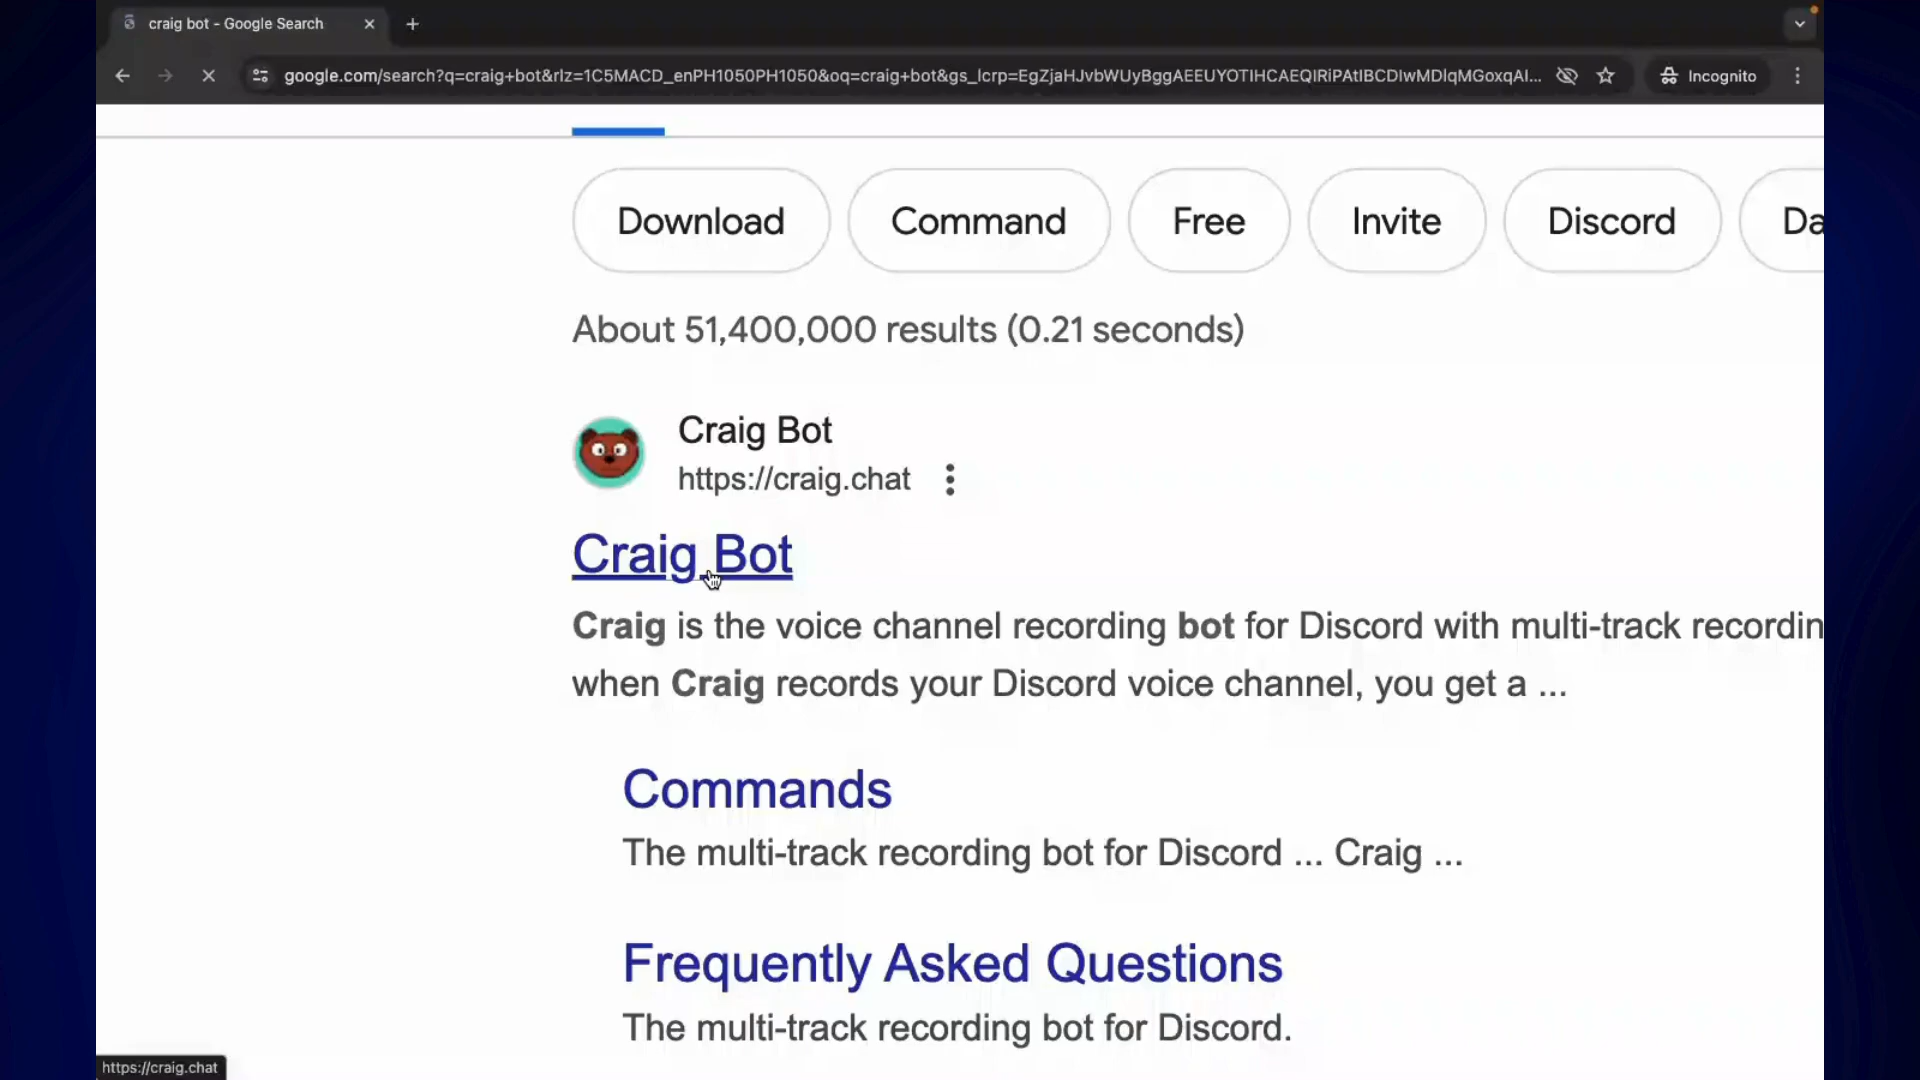 craig bot - Google Search
google.com/search?q=craig+bot&rlz=1C5MACD_enPH1050PH1050&oq=craig+bot&gs_lcrp=EgZjaHJvbWUyBggAEEUYOTIHCAEQIRiPAtIBCDIwMDlqMGoxqAI...
Incognito
Download Command Free Invite Discord Da
About 51,400,000 results (0.21 seconds)
Craig Bot
https://craig.chat
Craig Bot
Craig is the voice channel recording bot for Discord with multi-track recordin
when Craig records your Discord voice channel, you get a ...
Commands
The multi-track recording bot for Discord ... Craig ...
Frequently Asked Questions
The multi-track recording bot for Discord.
https://craig.chat